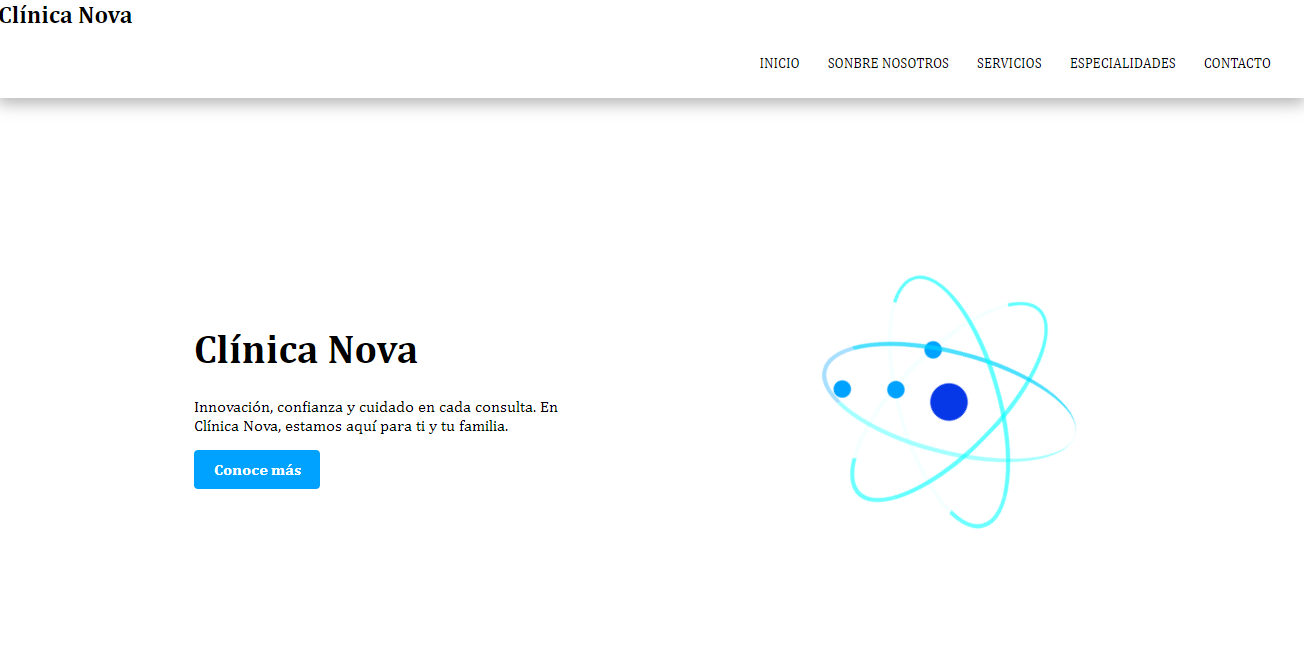 Clínica Nova
INICIO SONBRE NOSOTROS SERVICIOS ESPECIALIDADES CONTACTO
Clínica Nova
Innovación, confianza y cuidado en cada consulta. En
Clínica Nova, estamos aquí para ti y tu familia.
Conoce más